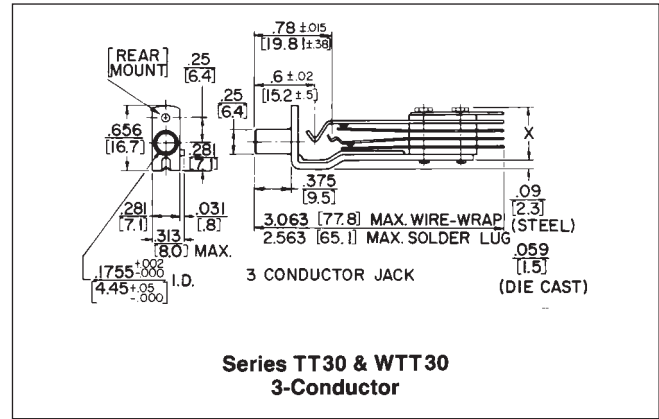 .78 ±.015
[19.81±.38]
[REAR MOUNT]
.25
[6.4]
.6 ±.02
[15.2 ±.5]
.25
[6.4]
.656
[16.7]
.281
[7.1]
X
.375
[9.5]
.281
[7.1]
.031
[.8]
.313
[8.0] MAX.
3.063 [77.8] MAX. WIRE-WRAP
2.563 [65.1] MAX. SOLDER LUG
.09
[2.3]
(STEEL)
.059
[1.5]
(DIE CAST)
.1755 +.002 -.000
[4.45 +.05 -.000] I.D.
3 CONDUCTOR JACK
Series TT30 & WTT30
3-Conductor